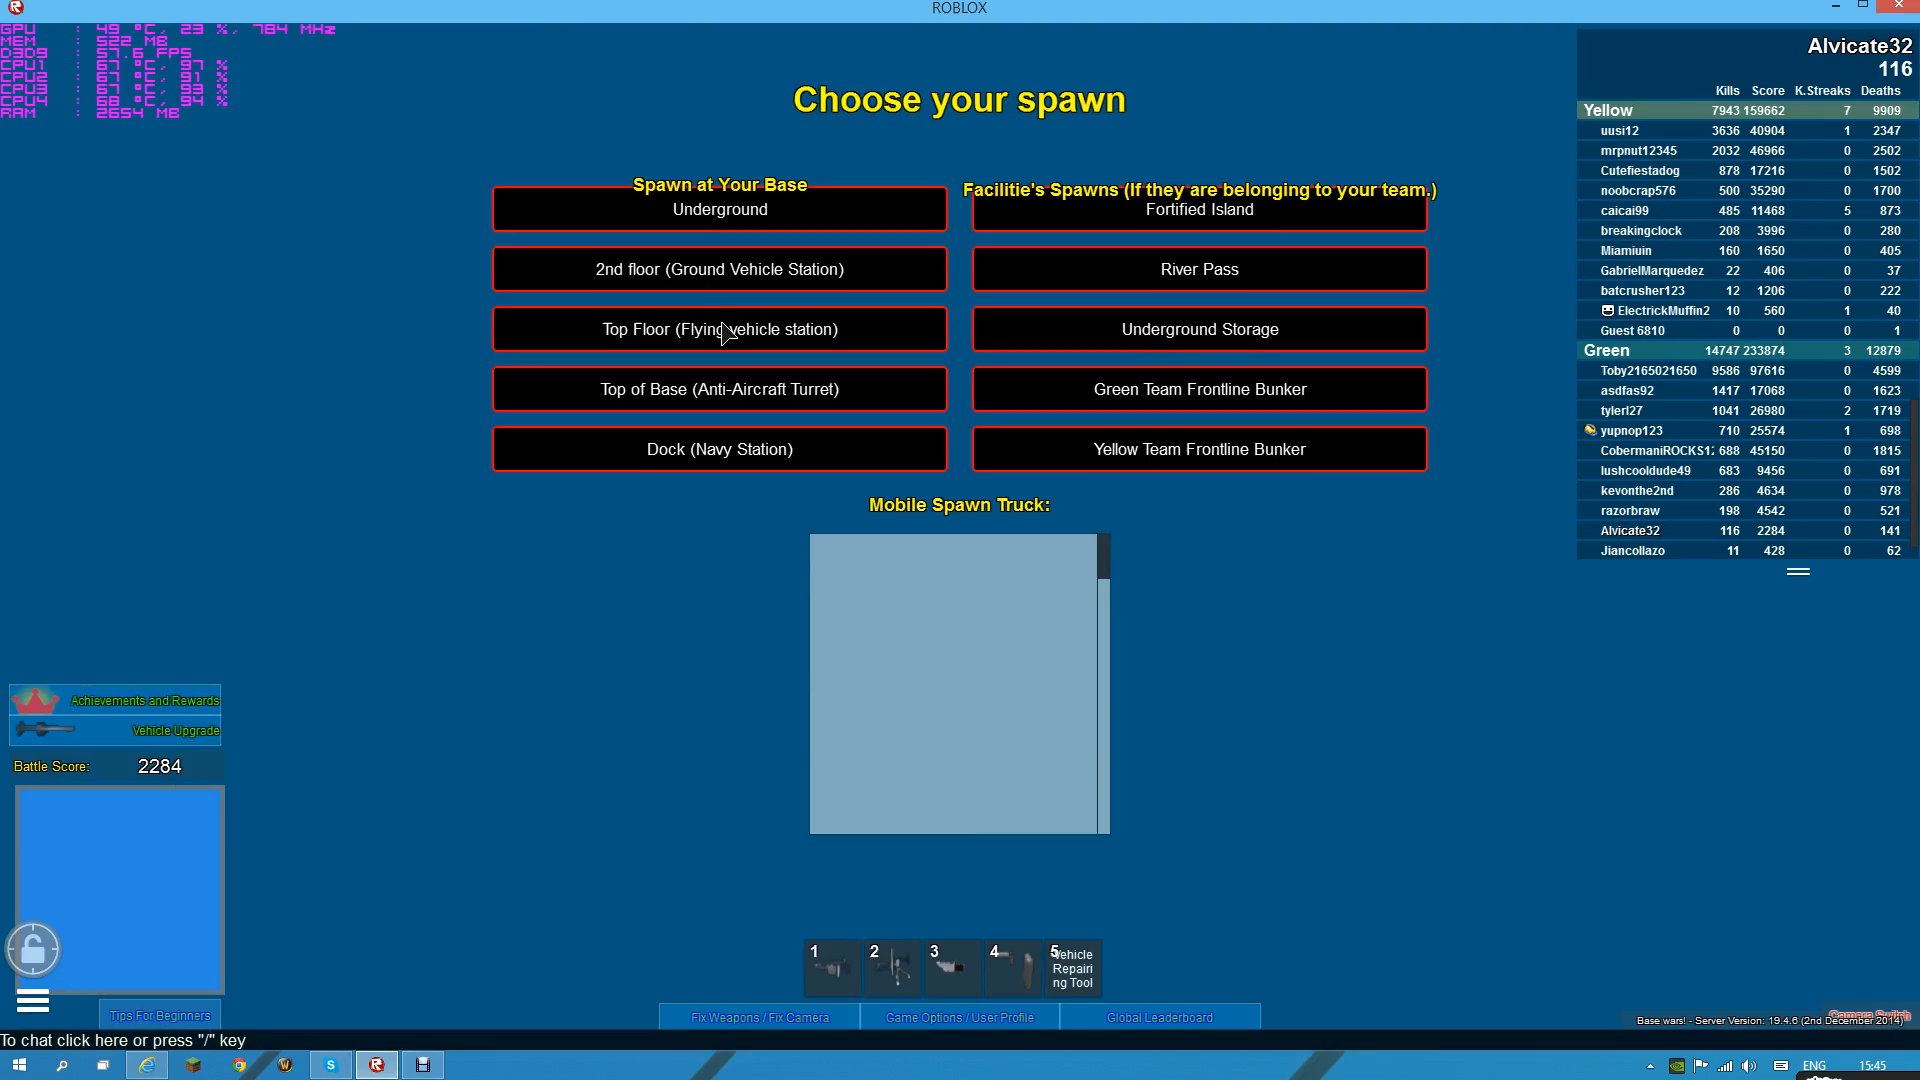 ROBLOX
GPU : 49 °C, 23 %, 784 MHz
MEM : 522 MB
D3D9 : 57.6 FPS
CPU1 : 67 °C, 97 %
CPU2 : 67 °C, 91 %
CPU3 : 67 °C, 93 %
CPU4 : 68 °C, 94 %
RAM : 2654 MB
Choose your spawn
Spawn at Your Base
Underground
2nd floor (Ground Vehicle Station)
Top Floor (Flying vehicle station)
Top of Base (Anti-Aircraft Turret)
Dock (Navy Station)
Facilitie's Spawns (If they are belonging to your team.)
Fortified Island
River Pass
Underground Storage
Green Team Frontline Bunker
Yellow Team Frontline Bunker
Mobile Spawn Truck:
Alvicate32
116
Kills Score K.Streaks Deaths
Yellow 7943 159662 7 9909
uusi12 3636 40904 1 2347
mrpnut12345 2032 46966 0 2502
Cutefiestadog 878 17216 0 1502
noobcrap576 500 35290 0 1700
caicai99 485 11468 5 873
breakingclock 208 3996 0 280
Miamiuin 160 1650 0 405
GabrielMarquedez 22 406 0 37
batcrusher123 12 1206 0 222
ElectrickMuffin2 10 560 1 40
Guest 6810 0 0 0 1
Green 14747 233874 3 12879
Toby2165021650 9586 97616 0 4599
asdfas92 1417 17068 0 1623
tylerl27 1041 26980 2 1719
yupnop123 710 25574 1 698
CobermaniROCKS12 688 45150 0 1815
lushcooldude49 683 9456 0 691
kevonthe2nd 286 4634 0 978
razorbraw 198 4542 0 521
Alvicate32 116 2284 0 141
Jiancollazo 11 428 0 62
Achievements and Rewards
Vehicle Upgrade
Battle Score: 2284
1 2 3 4 5
Vehicle
Repairi
ng Tool
Tips For Beginners
Fix Weapons / Fix Camera
Game Options / User Profile
Global Leaderboard
Camera Switch
Base wars! - Server Version: 19.4.6 (2nd December 2014)
To chat click here or press "/" key
ENG
15:45